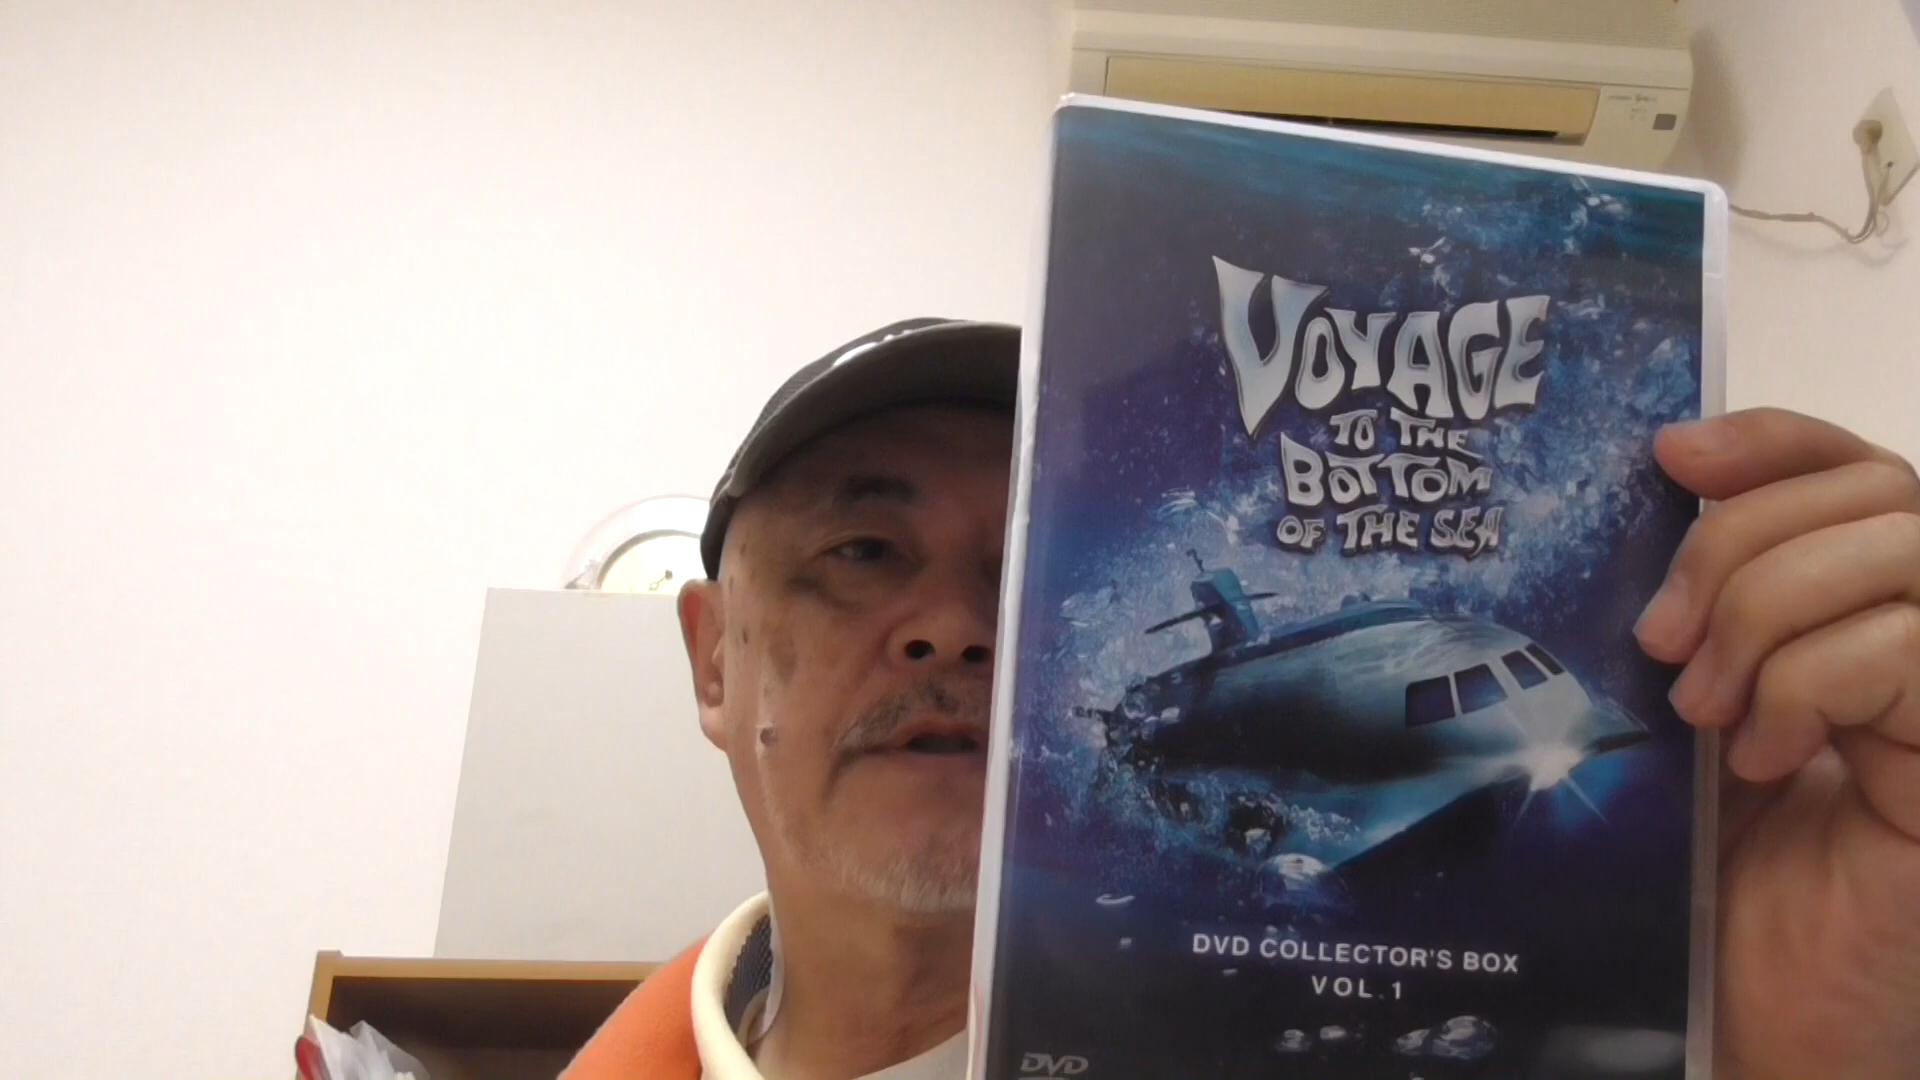 VOYAGE
TO THE
BOTTOM
OF THE SEA
DVD COLLECTOR'S BOX
VOL.1
DVD